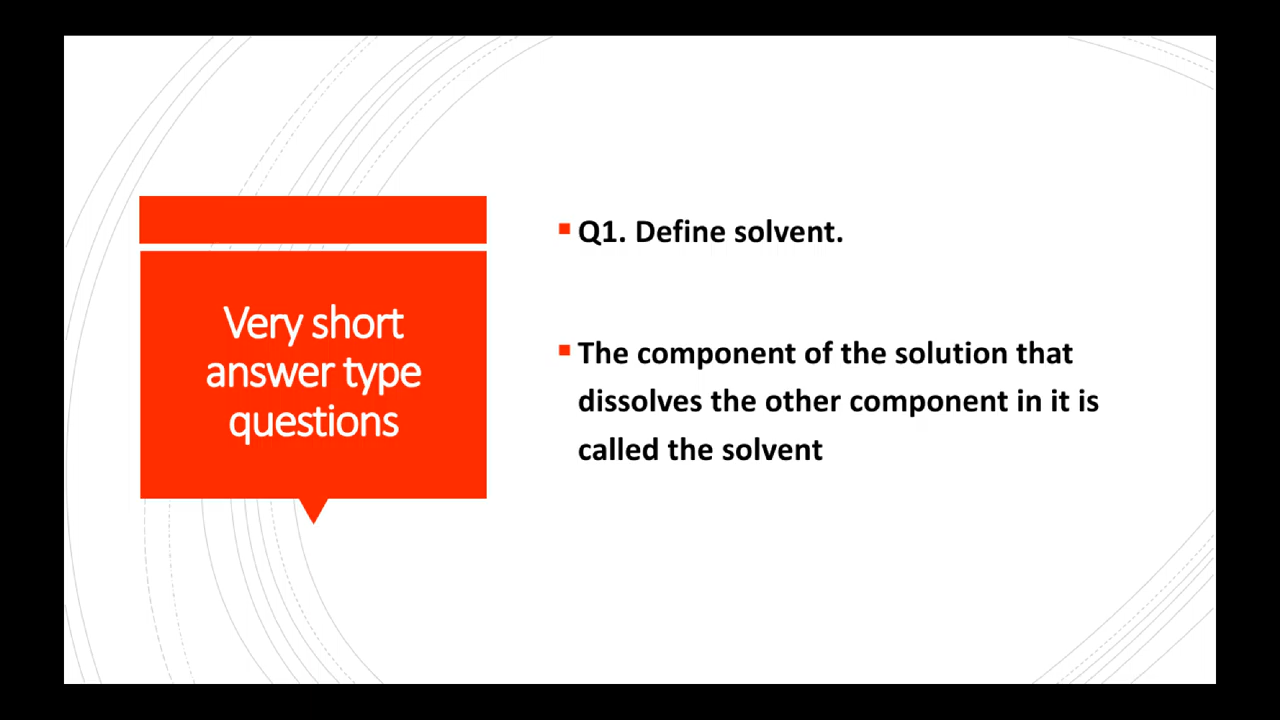 Very short
answer type
questions
Q1. Define solvent.
The component of the solution that
dissolves the other component in it is
called the solvent